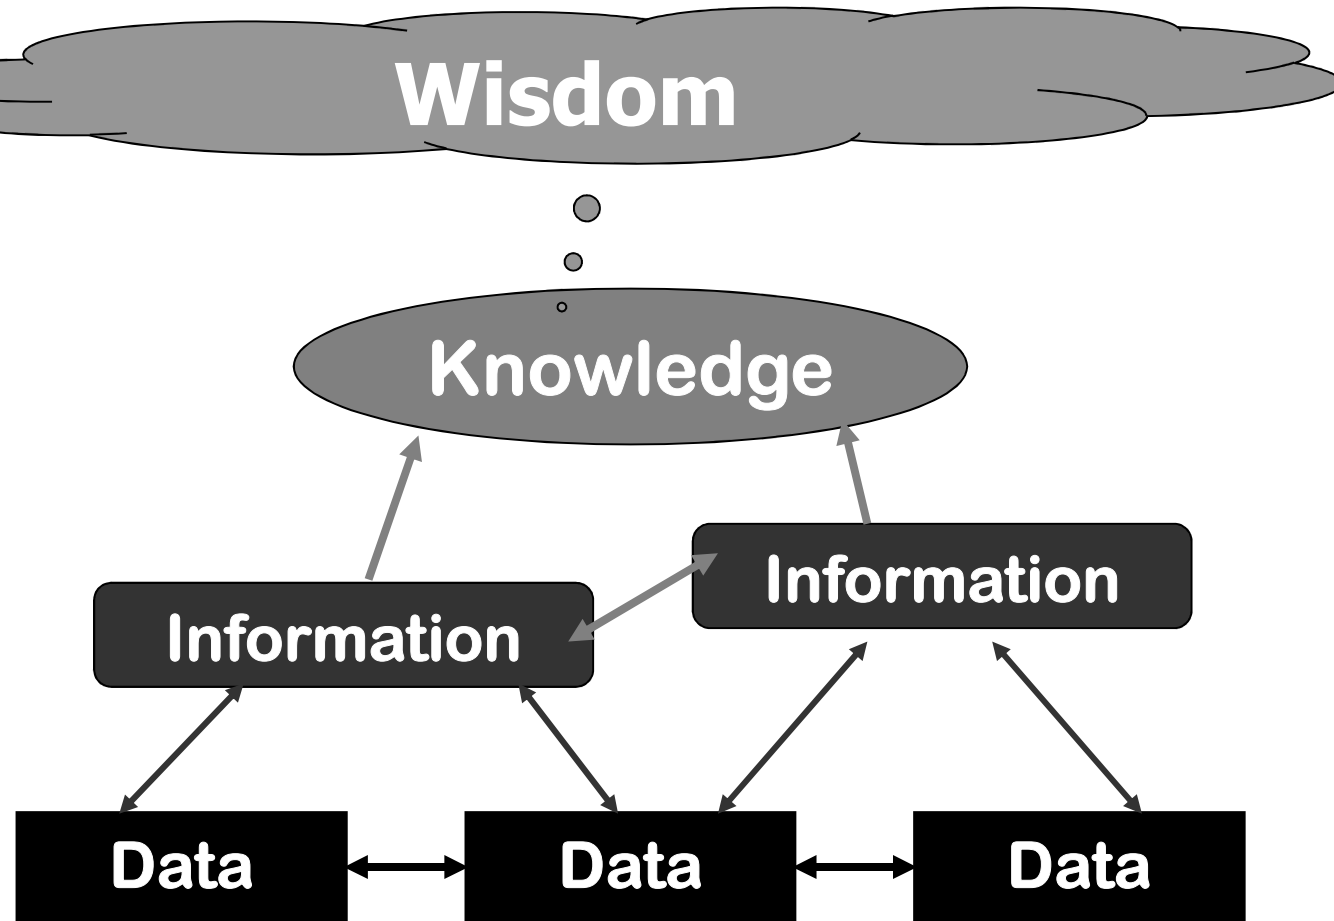 Wisdom
Knowledge
Information
Information
Data
Data
Data